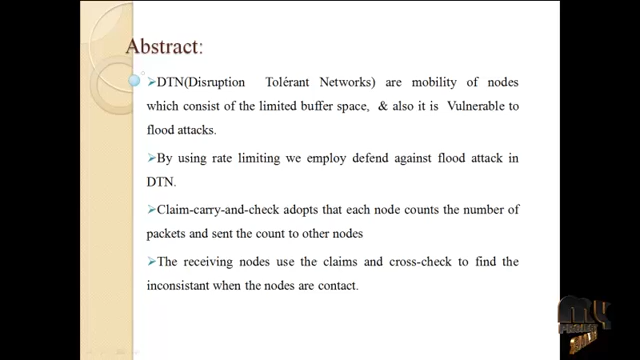 Abstract:
➢DTN(Disruption Tolérant Networks) are mobility of nodes
which consist of the limited buffer space, & also it is Vulnerable to
flood attacks.
➢By using rate limiting we employ defend against flood attack in
DTN.
➢Claim-carry-and-check adopts that each node counts the number of
packets and sent the count to other nodes
➢The receiving nodes use the claims and cross-check to find the
inconsistant when the nodes are contact.
MY